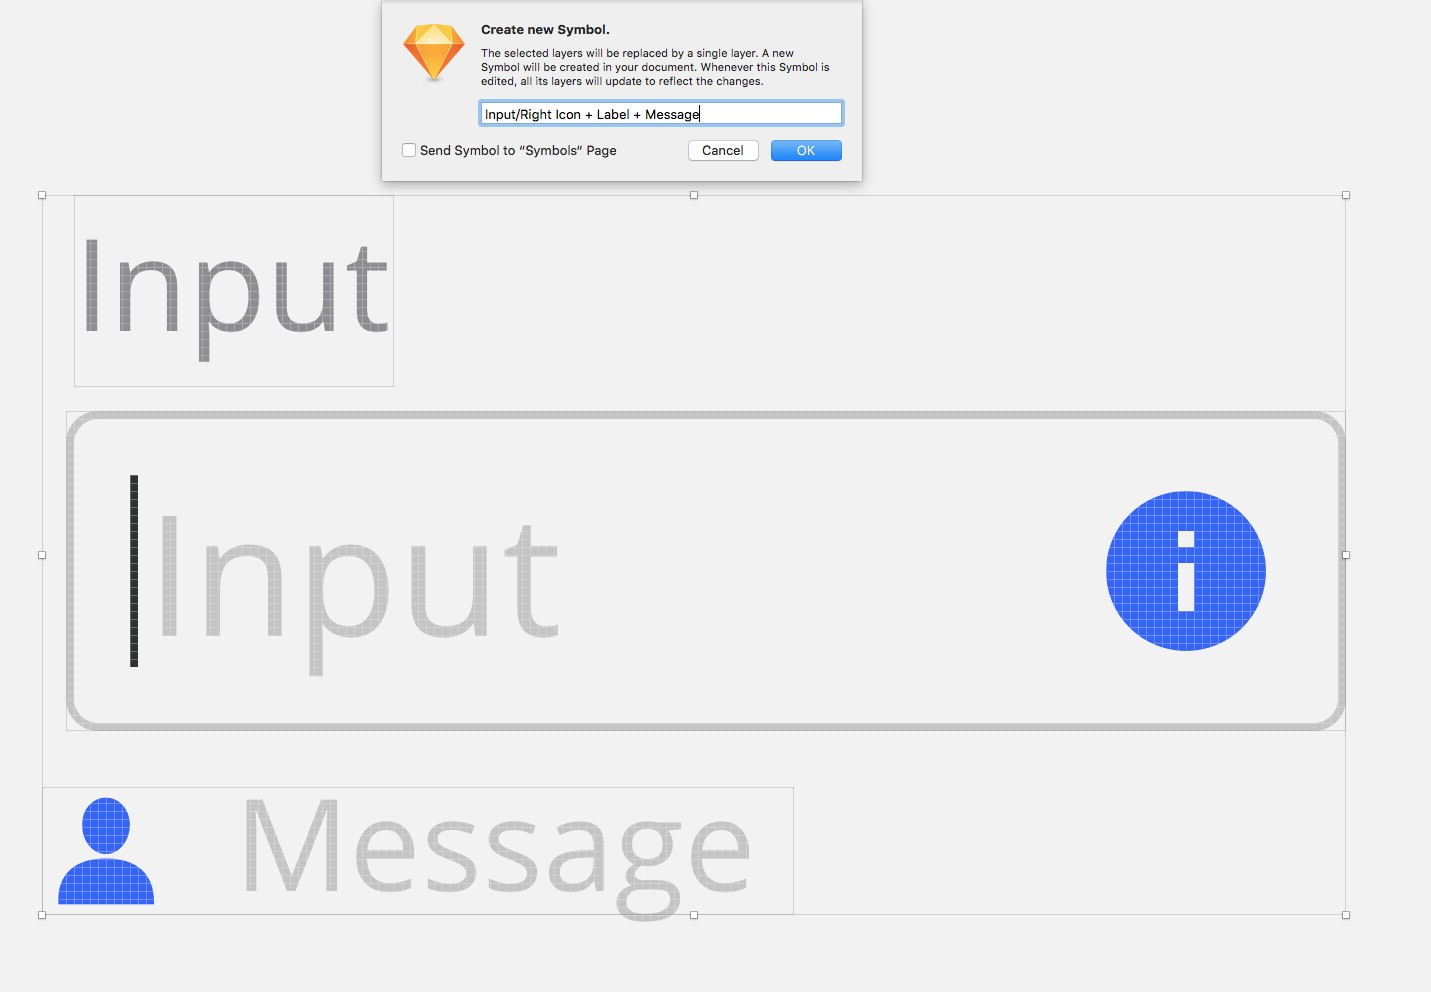 Create new Symbol.
The selected layers will be replaced by a single layer. A new
Symbol will be created in your document. Whenever this Symbol is
edited, all its layers will update to reflect the changes.
Input/Right Icon + Label + Message
Send Symbol to “Symbols” Page
Cancel
OK
Input
Input
i
Message